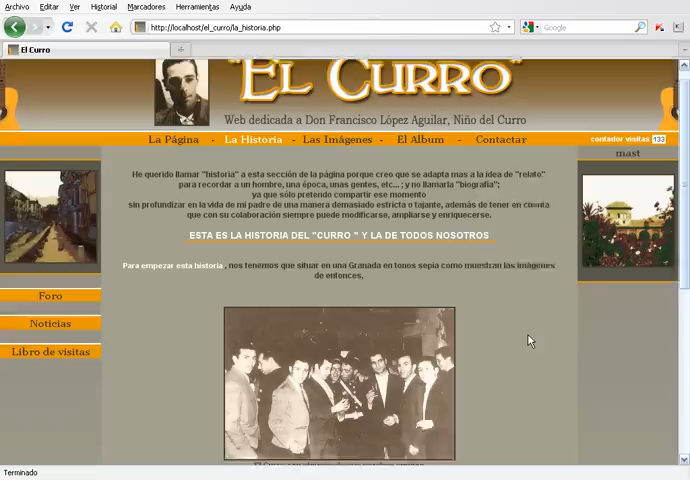 Archivo Editar Ver Historial Marcadores Herramientas Ayuda
http://localhost/el_curro/la_historia.php
Google
El Curro
"EL CURRO"
Web dedicada a Don Francisco López Aguilar, Niño del Curro
La Página - La Historia - Las Imágenes - El Album - Contactar
contador visitas 133
mast
He querido llamar "historia" a esta sección de la página porque creo que se adapta mas a la idea de "relato"
para recordar a un hombre, una época, unas gentes, etc... ; y no llamarla "biografía";
ya que sólo pretendo compartir ese momento
sin profundizar en la vida de mi padre de una manera demasiado estricta o tajante, además de tener en cuenta
que con su colaboración siempre puede modificarse, ampliarse y enriquecerse.
ESTA ES LA HISTORIA DEL "CURRO " Y LA DE TODOS NOSOTROS
Para empezar esta historia , nos tenemos que situar en una Granada en tonos sepia como muestran las imágenes
de entonces,
Foro
Noticias
Libro de visitas
Terminado